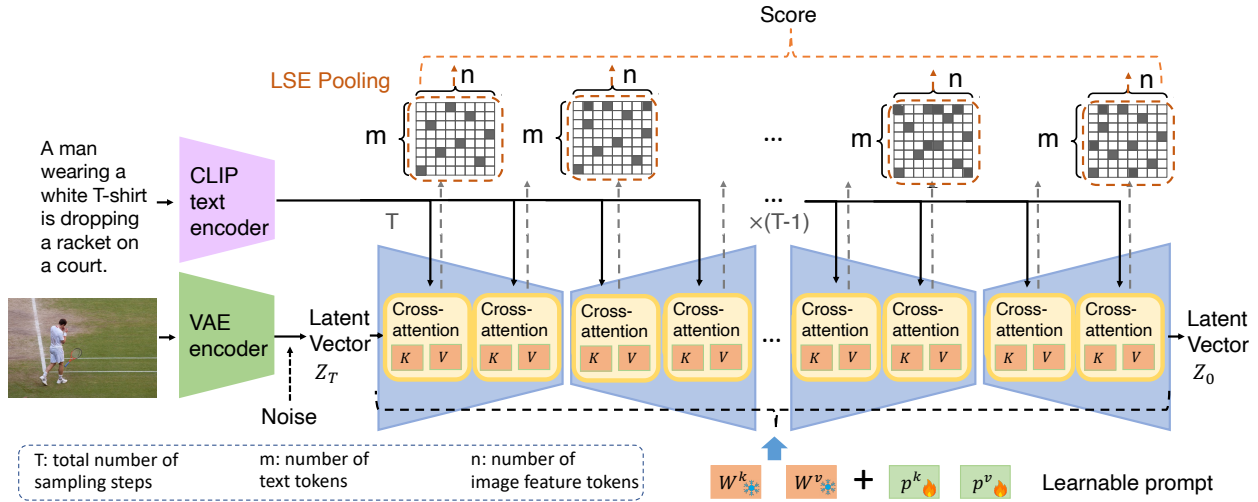 Score
LSE Pooling
n
n
n
n
m
m
...
m
m
A man
wearing a
white T-shirt
is dropping
a racket on
a court.
CLIP
text
encoder
T
...
×(T-1)
VAE
encoder
Noise
Latent
Vector
Z_T
Cross-
attention
K V
Cross-
attention
K V
Cross-
attention
K V
Cross-
attention
K V
...
Cross-
attention
K V
Cross-
attention
K V
Cross-
attention
K V
Cross-
attention
K V
Latent
Vector
Z_0
T: total number of
sampling steps
m: number of
text tokens
n: number of
image feature tokens
W^k W^v + p^k p^v Learnable prompt